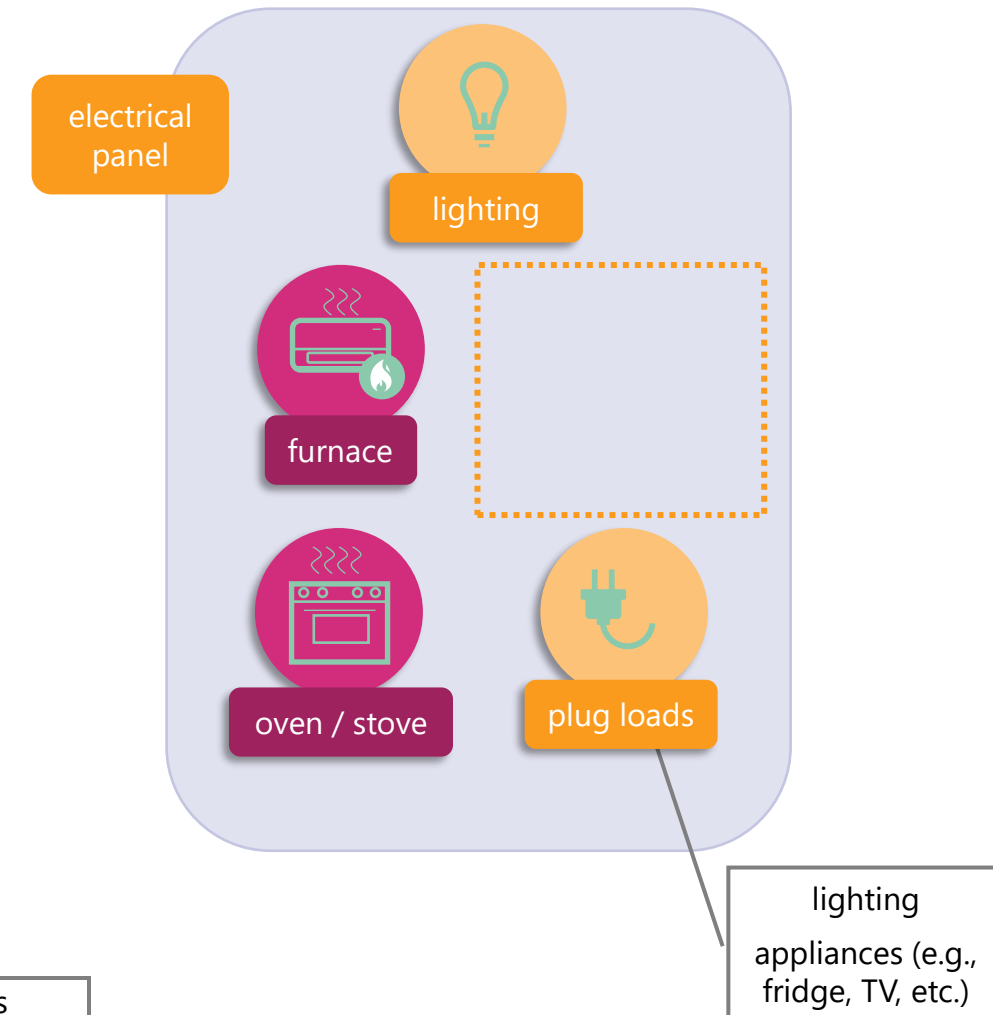 electrical
panel
lighting
furnace
oven / stove
plug loads
lighting
appliances (e.g.,
fridge, TV, etc.)